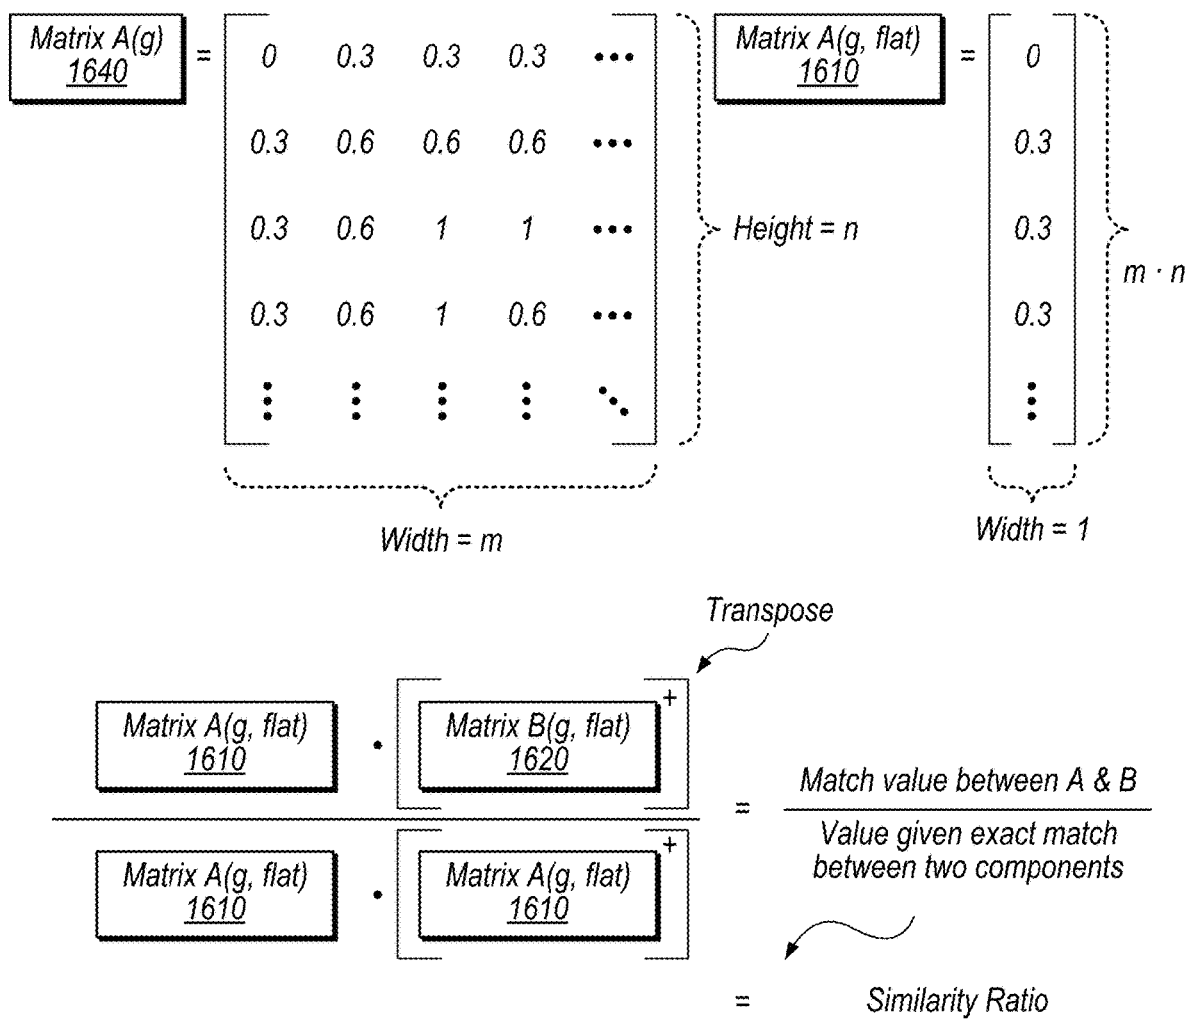 Matrix A(g)
1640
=
0 0.3 0.3 0.3 •••
0.3 0.6 0.6 0.6 •••
0.3 0.6 1 1 •••
0.3 0.6 1 0.6 •••
Height = n
Width = m
Matrix A(g, flat)
1610
=
0
0.3
0.3
0.3
m · n
Width = 1
Transpose
Matrix A(g, flat)
1610
•
Matrix B(g, flat)
1620
+
Matrix A(g, flat)
1610
•
Matrix A(g, flat)
1610
+
=
Match value between A & B
Value given exact match
between two components
= Similarity Ratio